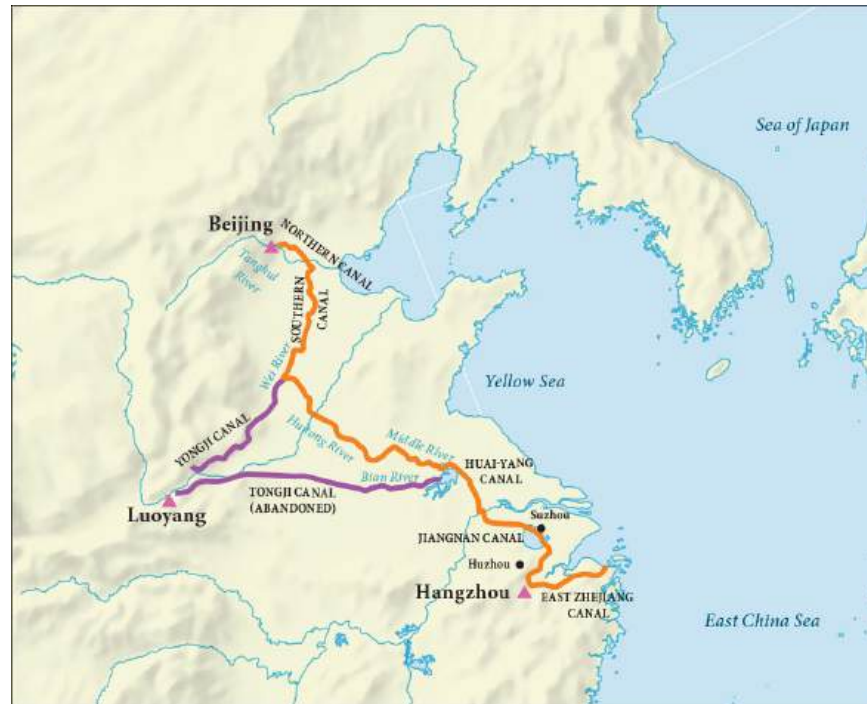 Sea of Japan
Beijing
NORTHERN CANAL
Tanghui
River
SOUTHERN
CANAL
Wei River
Yellow Sea
YONGJI CANAL
Huitong River
Middle River
Bian River
HUAI-YANG
CANAL
TONGJI CANAL
(ABANDONED)
Luoyang
Suzhou
JIANGNAN CANAL
Huzhou
Hangzhou
EAST ZHEJIANG
CANAL
East China Sea